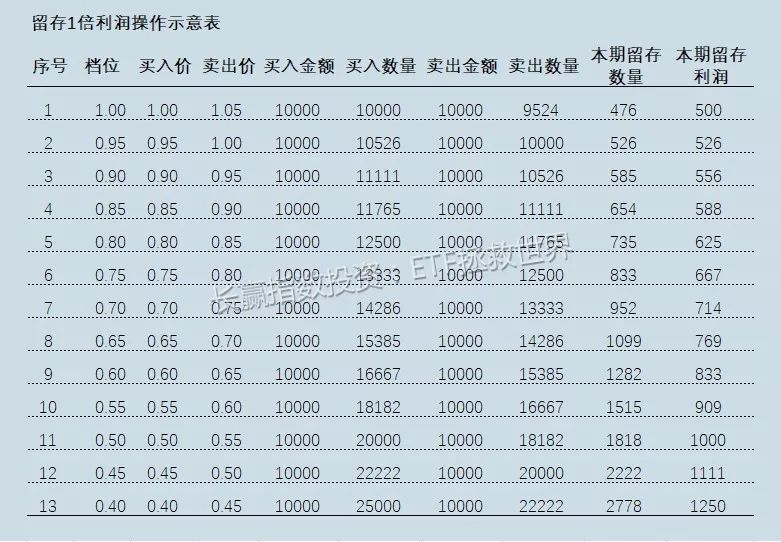 留存1倍利润操作示意表
序号 档位 买入价 卖出价 买入金额 买入数量 卖出金额 卖出数量 本期留存数量 本期留存利润
1 1.00 1.00 1.05 10000 10000 10000 9524 476 500
2 0.95 0.95 1.00 10000 10526 10000 10000 526 526
3 0.90 0.90 0.95 10000 11111 10000 10526 585 556
4 0.85 0.85 0.90 10000 11765 10000 11111 654 588
5 0.80 0.80 0.85 10000 12500 10000 11765 735 625
6 0.75 0.75 0.80 10000 13333 10000 12500 833 667
7 0.70 0.70 0.75 10000 14286 10000 13333 952 714
8 0.65 0.65 0.70 10000 15385 10000 14286 1099 769
9 0.60 0.60 0.65 10000 16667 10000 15385 1282 833
10 0.55 0.55 0.60 10000 18182 10000 16667 1515 909
11 0.50 0.50 0.55 10000 20000 10000 18182 1818 1000
12 0.45 0.45 0.50 10000 22222 10000 20000 2222 1111
13 0.40 0.40 0.45 10000 25000 10000 22222 2778 1250
长赢指数投资·ETF拯救世界